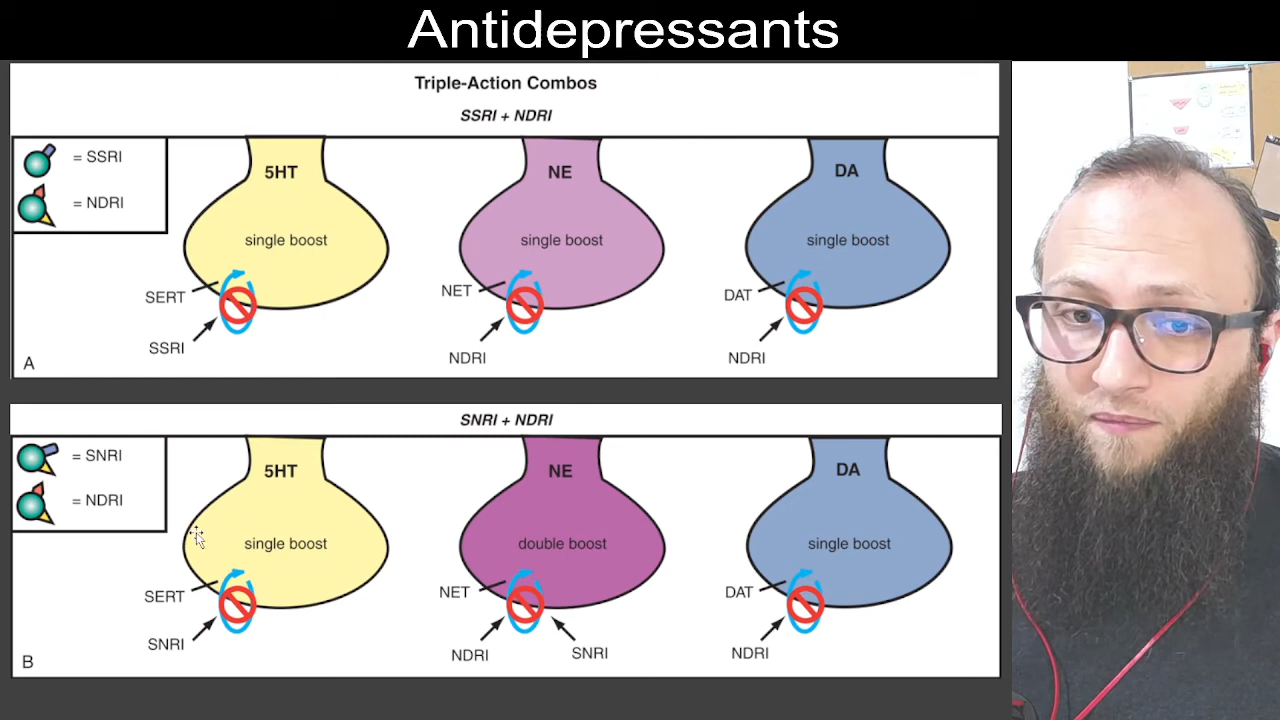 Antidepressants
Triple-Action Combos
SSRI + NDRI
= SSRI
= NDRI
5HT
NE
DA
single boost
single boost
single boost
SERT
NET
DAT
SSRI
NDRI
NDRI
A
SNRI + NDRI
= SNRI
= NDRI
5HT
NE
DA
single boost
double boost
single boost
SERT
NET
DAT
SNRI
NDRI
SNRI
NDRI
B